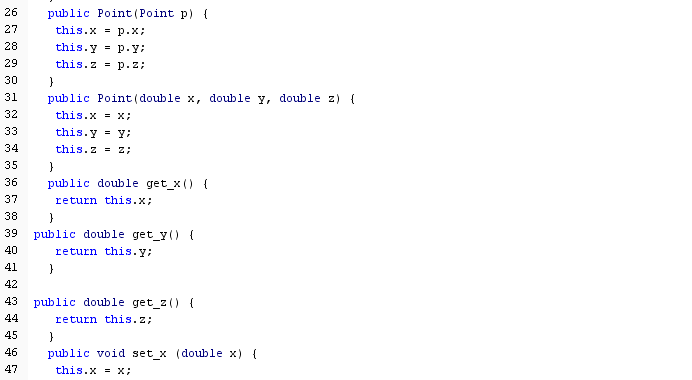 26 public Point(Point p) {
27 this.x = p.x;
28 this.y = p.y;
29 this.z = p.z;
30 }
31 public Point(double x, double y, double z) {
32 this.x = x;
33 this.y = y;
34 this.z = z;
35 }
36 public double get_x() {
37 return this.x;
38 }
39 public double get_y() {
40 return this.y;
41 }
42
43 public double get_z() {
44 return this.z;
45 }
46 public void set_x (double x) {
47 this.x = x;